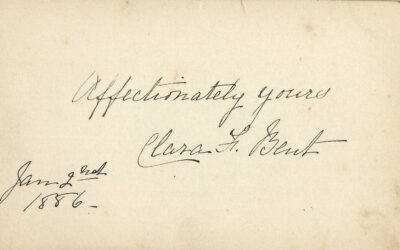 Affectionately yours
Clara F. Bent
Jan 2nd
1886-